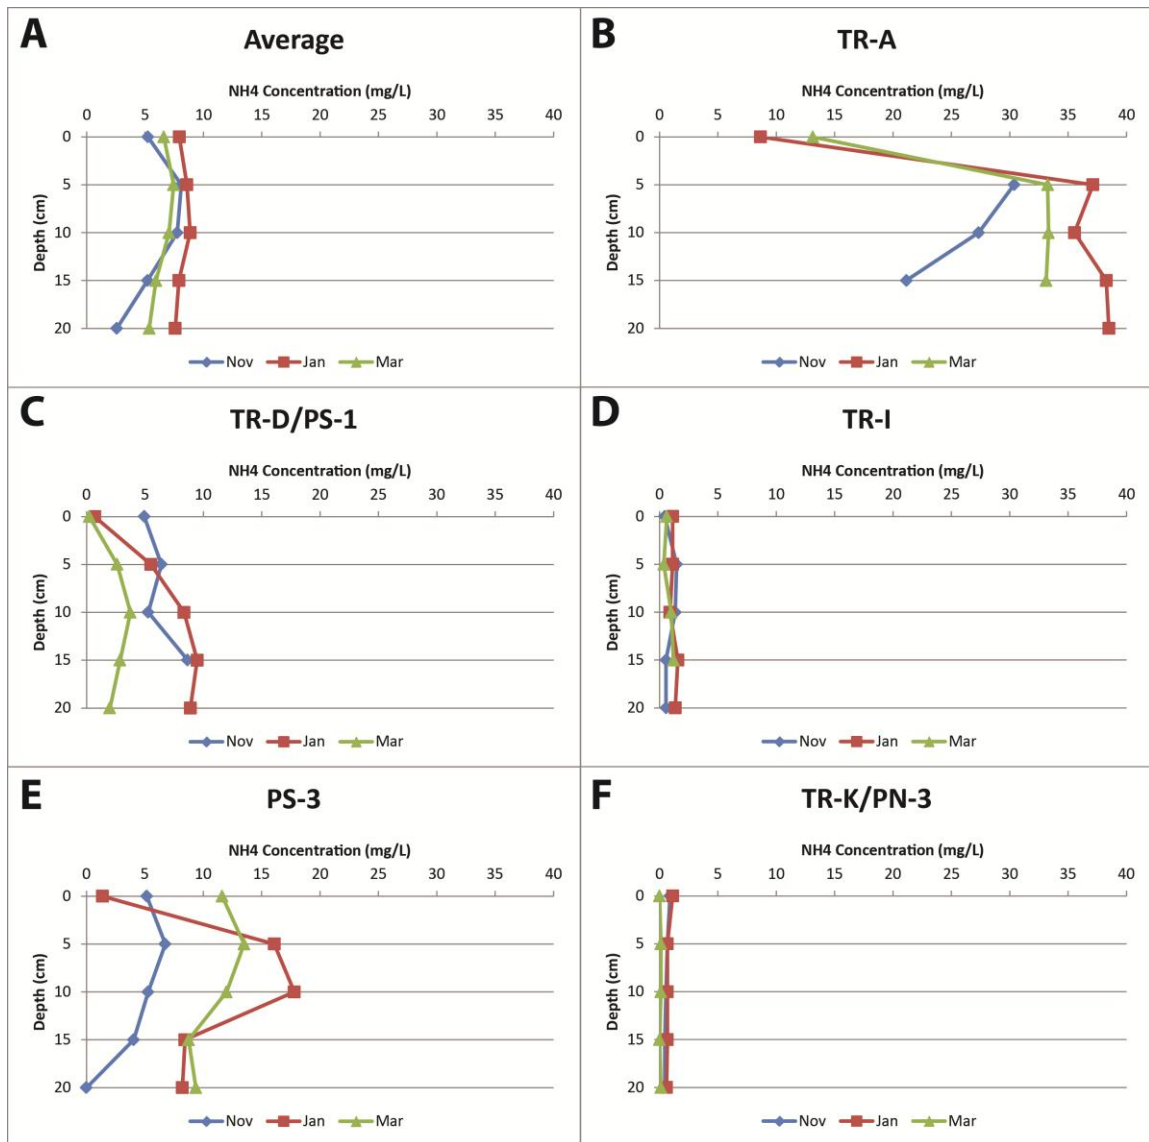 A
Average
NH4 Concentration (mg/L)
0 5 10 15 20 25 30 35 40
0
5
10
15
20
Depth (cm)
Nov Jan Mar
B
TR-A
NH4 Concentration (mg/L)
0 5 10 15 20 25 30 35 40
0
5
10
15
20
Depth (cm)
Nov Jan Mar
C
TR-D/PS-1
NH4 Concentration (mg/L)
0 5 10 15 20 25 30 35 40
0
5
10
15
20
Depth (cm)
Nov Jan Mar
D
TR-I
NH4 Concentration (mg/L)
0 5 10 15 20 25 30 35 40
0
5
10
15
20
Depth (cm)
Nov Jan Mar
E
PS-3
NH4 Concentration (mg/L)
0 5 10 15 20 25 30 35 40
0
5
10
15
20
Depth (cm)
Nov Jan Mar
F
TR-K/PN-3
NH4 Concentration (mg/L)
0 5 10 15 20 25 30 35 40
0
5
10
15
20
Depth (cm)
Nov Jan Mar